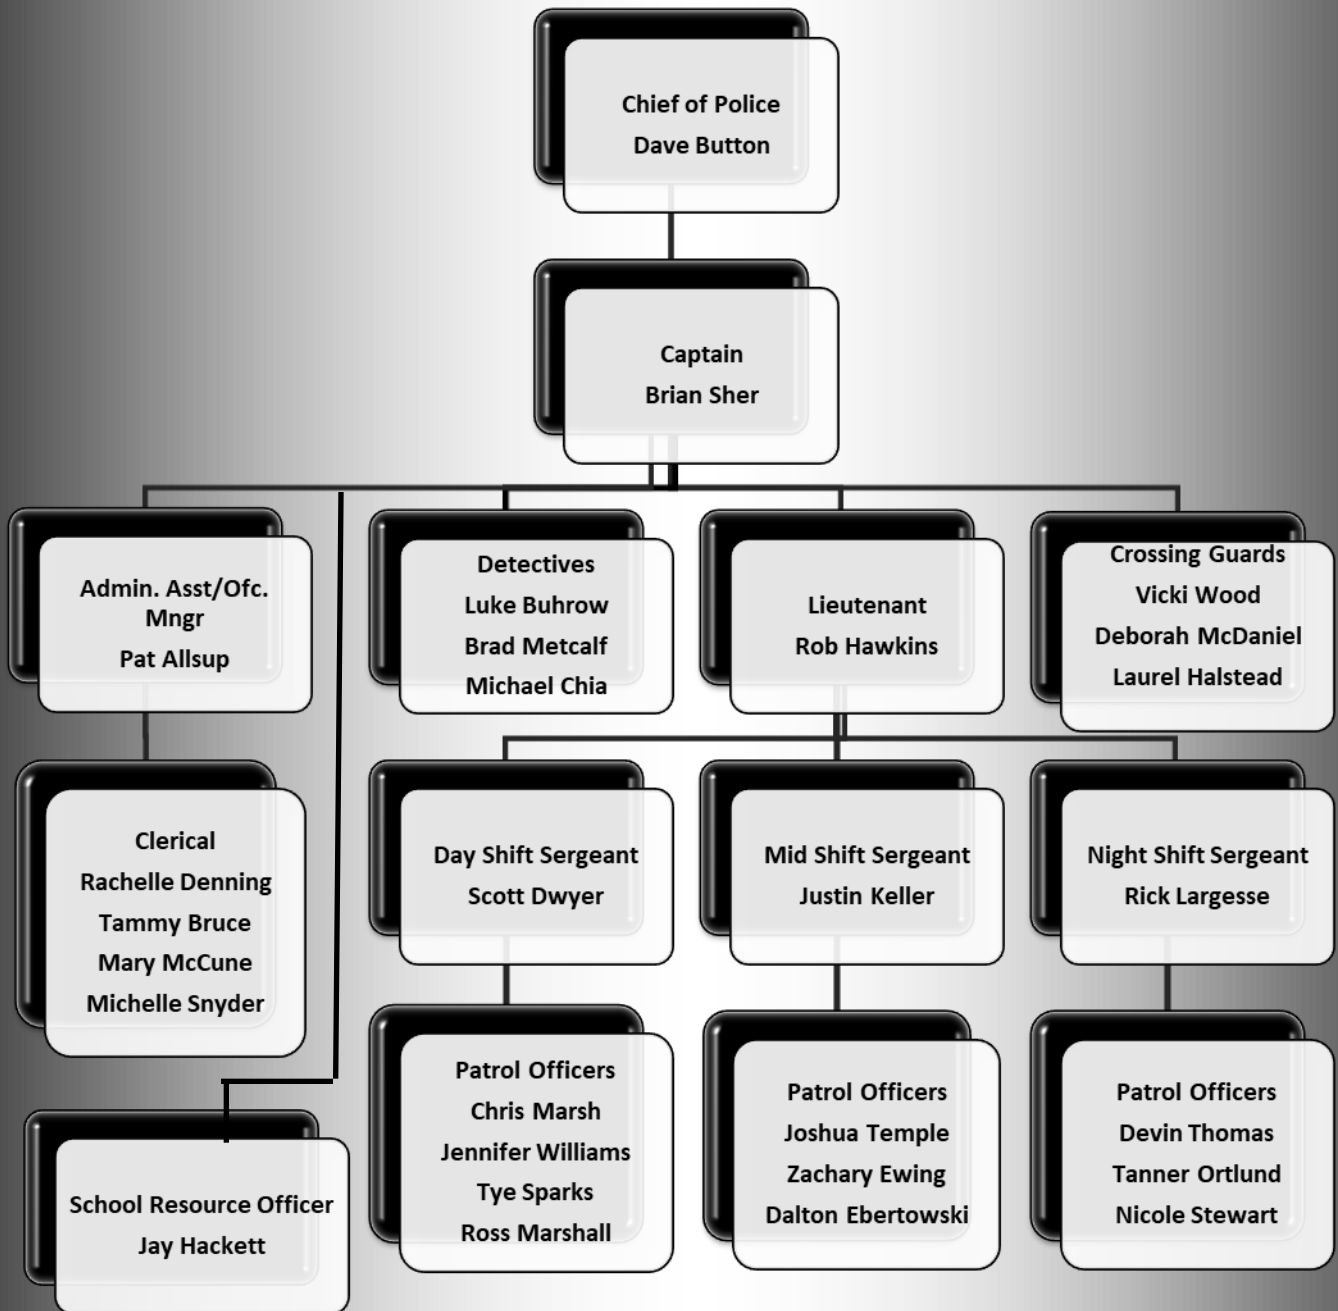 Chief of Police
Dave Button
Captain
Brian Sher
Admin. Asst/Ofc.
Mngr
Pat Allsup
Detectives
Luke Buhrow
Brad Metcalf
Michael Chia
Lieutenant
Rob Hawkins
Crossing Guards
Vicki Wood
Deborah McDaniel
Laurel Halstead
Clerical
Rachelle Denning
Tammy Bruce
Mary McCune
Michelle Snyder
Day Shift Sergeant
Scott Dwyer
Mid Shift Sergeant
Justin Keller
Night Shift Sergeant
Rick Largesse
School Resource Officer
Jay Hackett
Patrol Officers
Chris Marsh
Jennifer Williams
Tye Sparks
Ross Marshall
Patrol Officers
Joshua Temple
Zachary Ewing
Dalton Ebertowski
Patrol Officers
Devin Thomas
Tanner Ortlund
Nicole Stewart